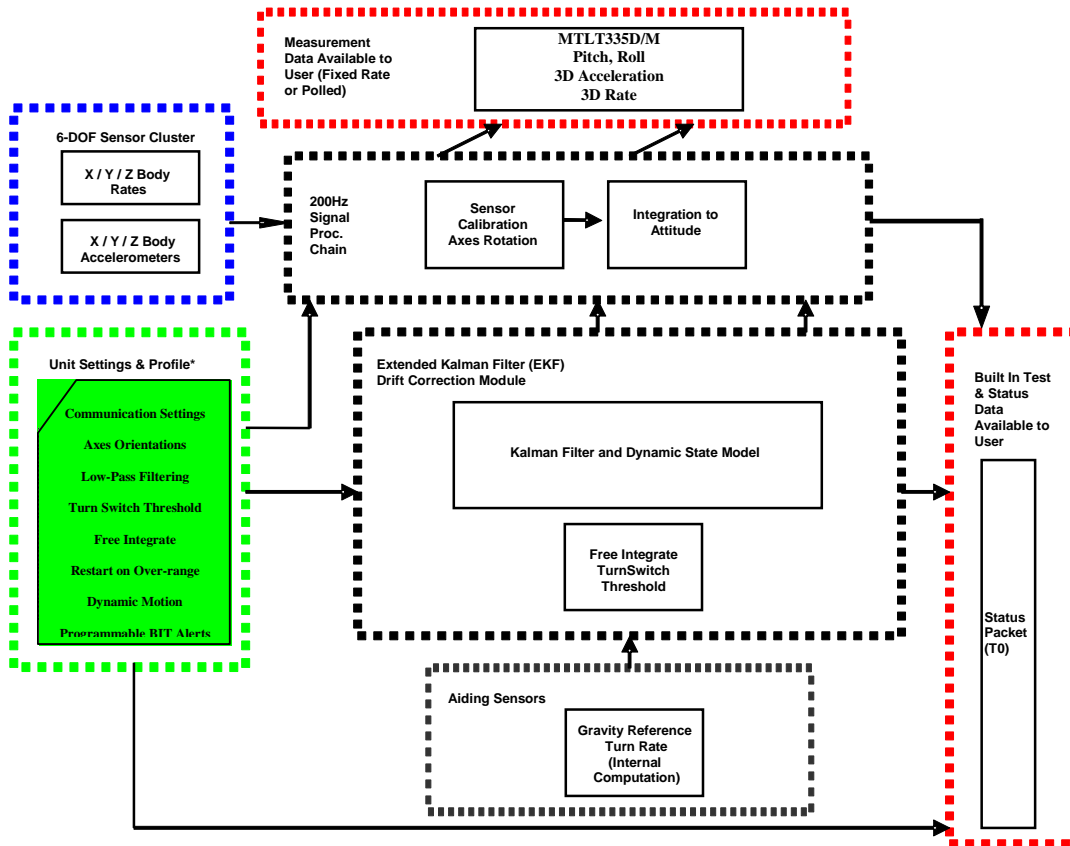 Measurement
Data Available to
User (Fixed Rate
or Polled)
MTLT335D/M
Pitch, Roll
3D Acceleration
3D Rate
6-DOF Sensor Cluster
X / Y / Z Body
Rates
X / Y / Z Body
Accelerometers
200Hz
Signal
Proc.
Chain
Sensor
Calibration
Axes Rotation
Integration to
Attitude
Unit Settings & Profile*
Communication Settings
Axes Orientations
Low-Pass Filtering
Turn Switch Threshold
Free Integrate
Restart on Over-range
Dynamic Motion
Programmable BIT Alerts
Extended Kalman Filter (EKF)
Drift Correction Module
Kalman Filter and Dynamic State Model
Free Integrate
TurnSwitch
Threshold
Aiding Sensors
Gravity Reference
Turn Rate
(Internal
Computation)
Built In Test
& Status
Data
Available to
User
Status
Packet
(T0)